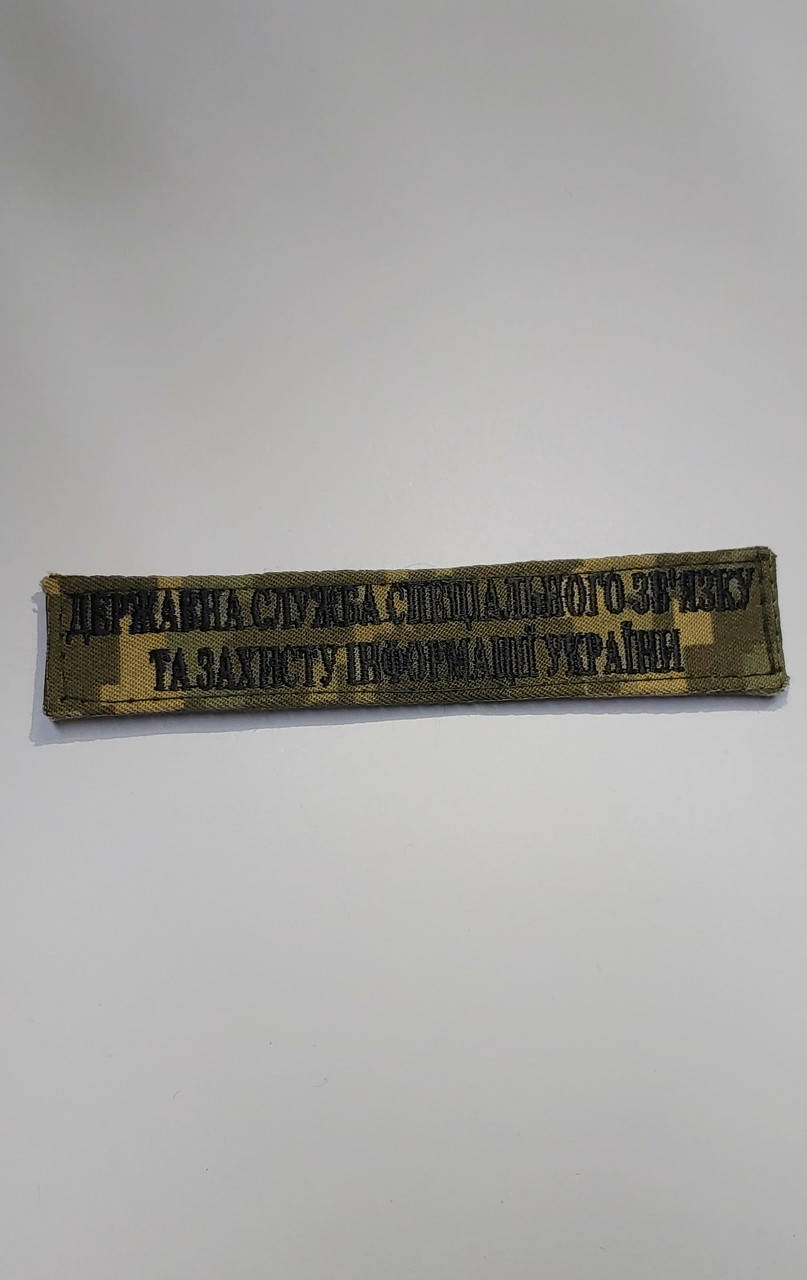 ДЕРЖАВНА СЛУЖБА СПЕЦІАЛЬНОГО ЗВ'ЯЗКУ
ТА ЗАХИСТУ ІНФОРМАЦІЇ УКРАЇНИ